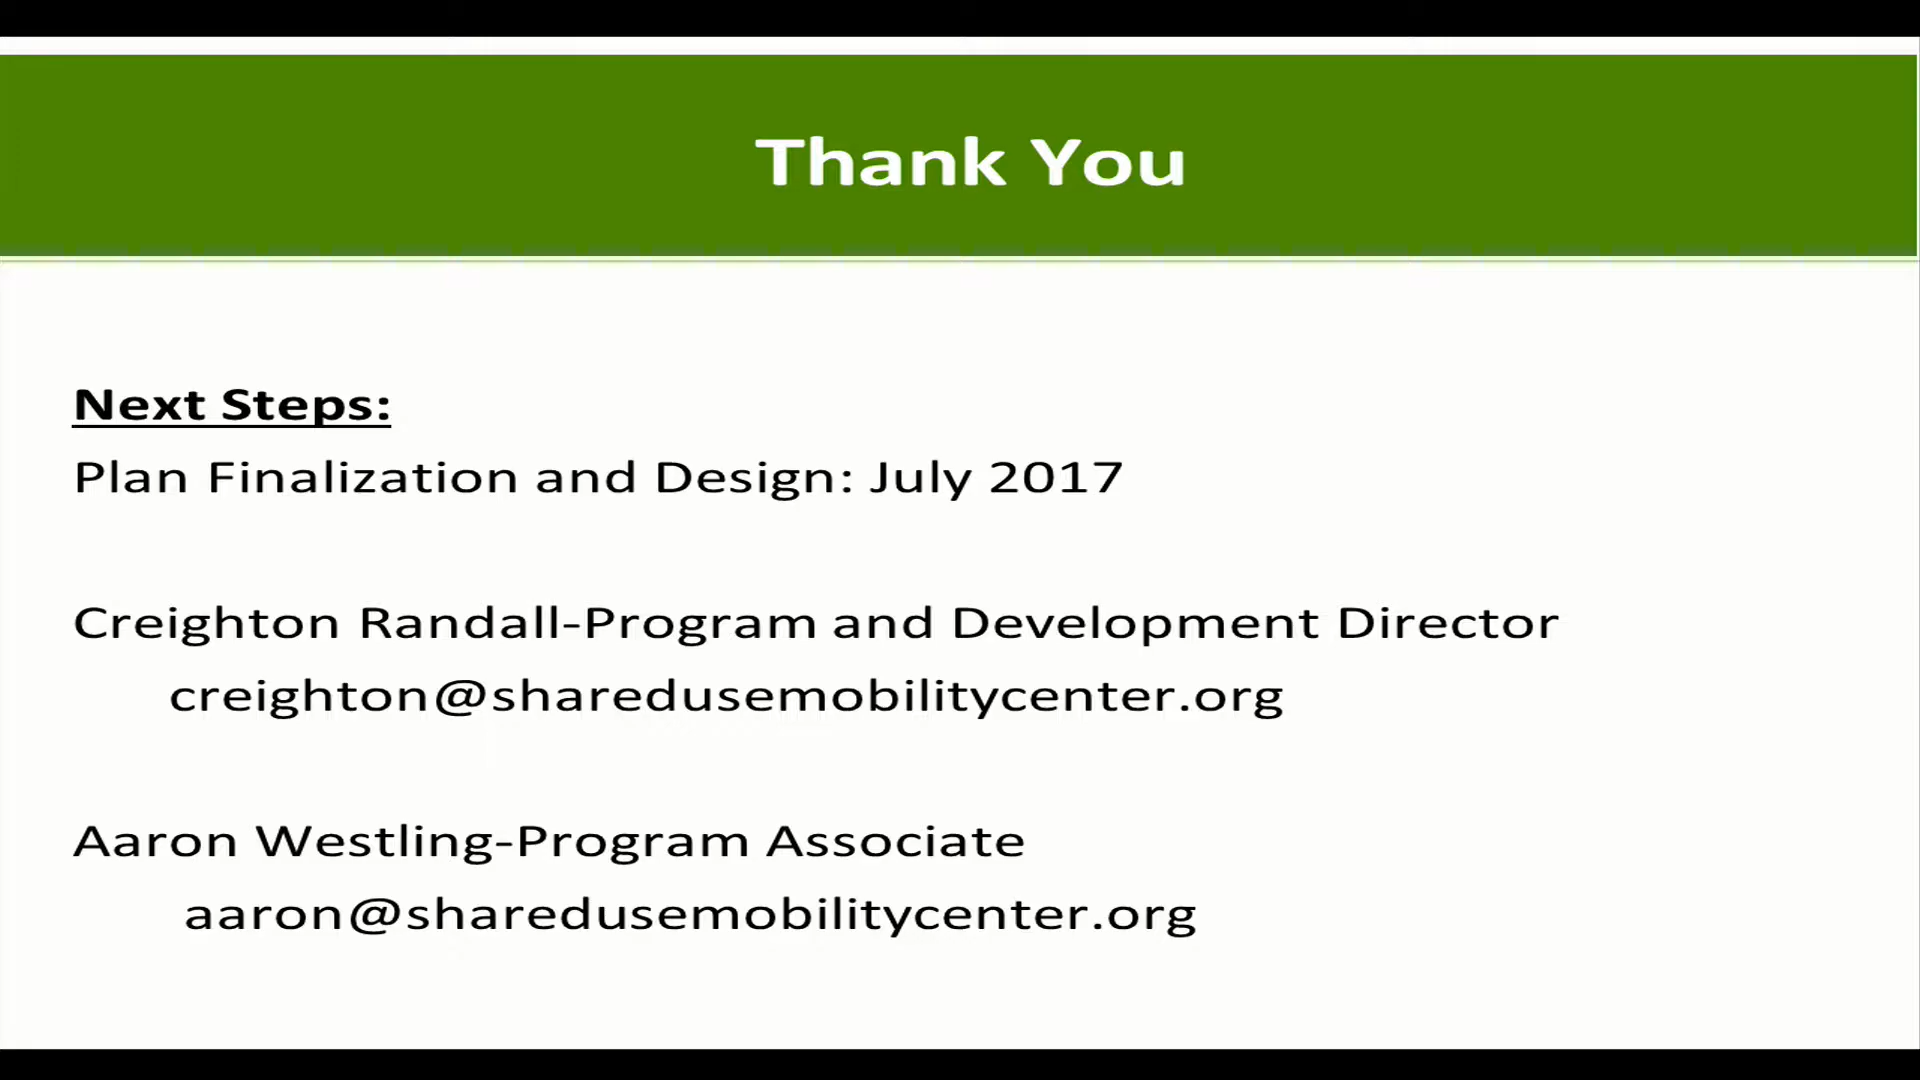 Thank You
Next Steps:
Plan Finalization and Design: July 2017
Creighton Randall-Program and Development Director
creighton@sharedusemobilitycenter.org
Aaron Westling-Program Associate
aaron@sharedusemobilitycenter.org